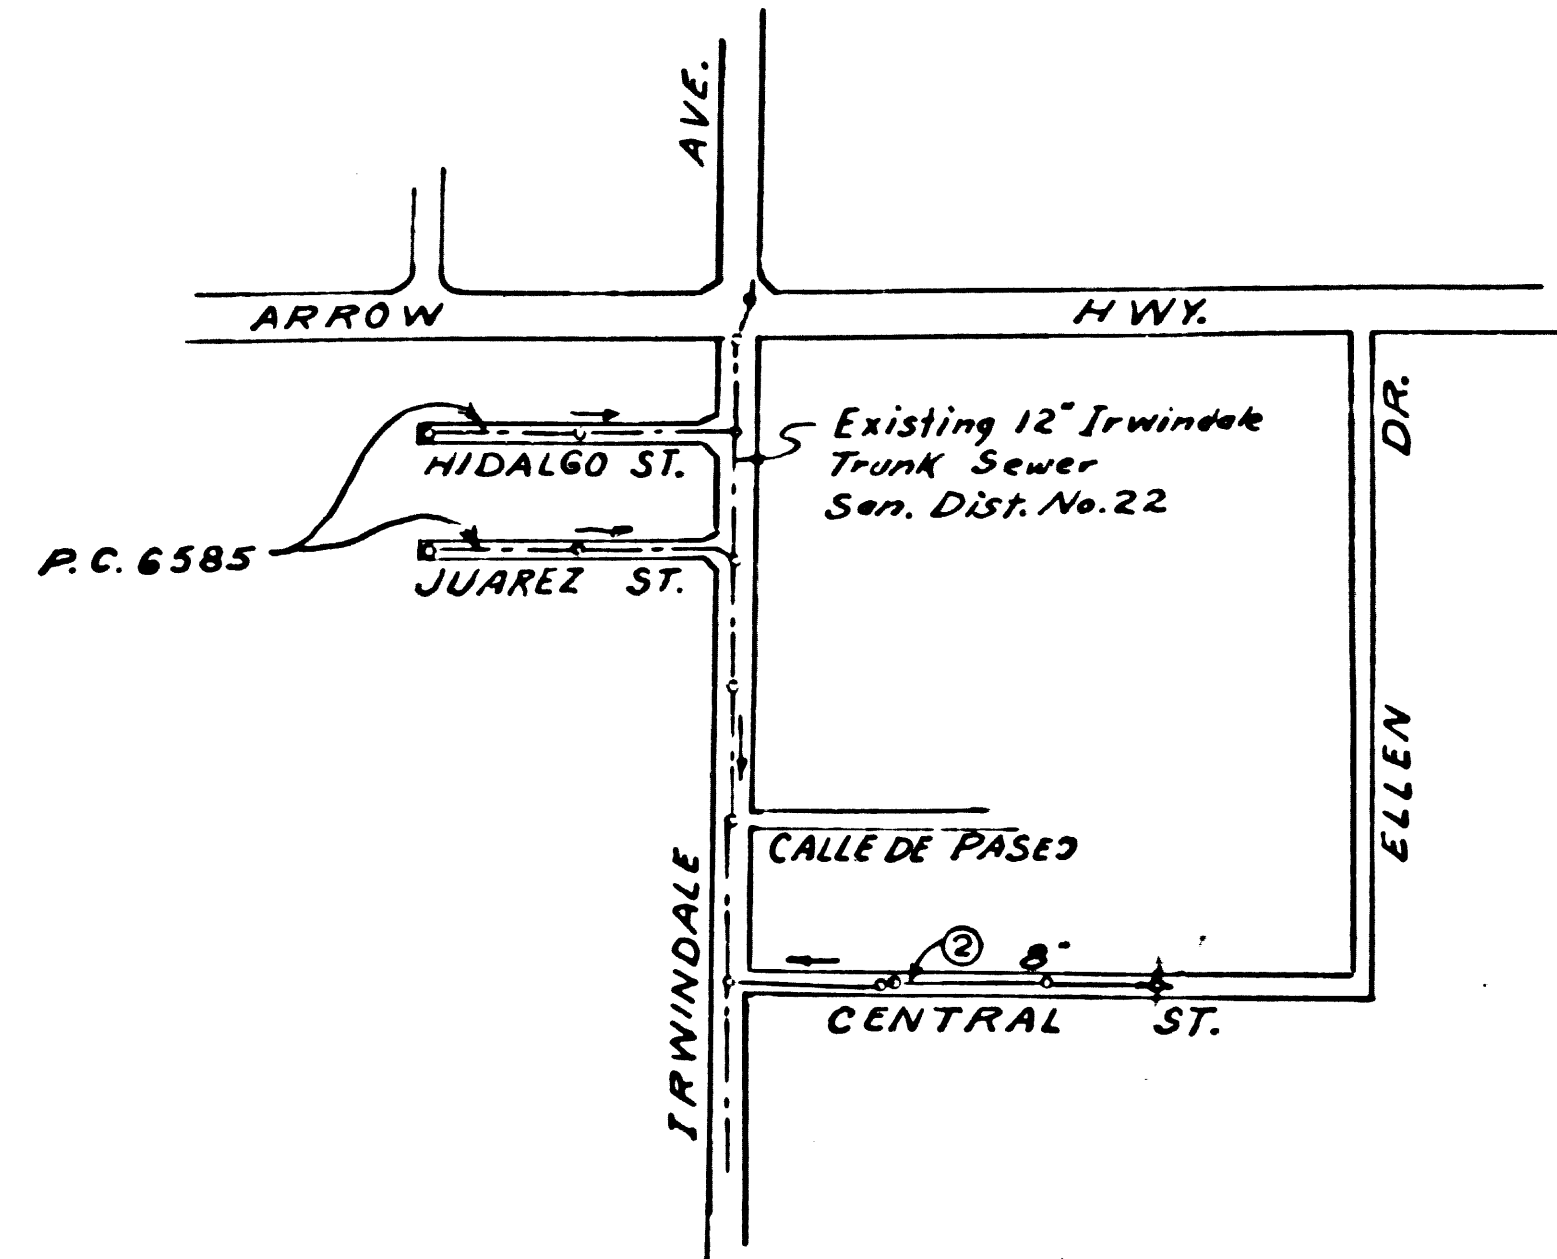 AVE.
ARROW HWY.
DR.
Existing 12" Irwindale
Trunk Sewer
San. Dist. No. 22
HIDALGO ST.
P.C. 6585
JUAREZ ST.
ELLEN
CALLE DE PASEO
IRWINDALE
2 8"
CENTRAL ST.